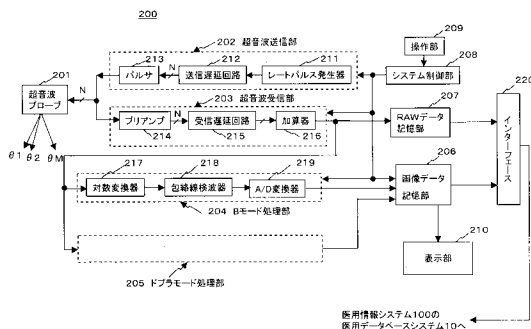 200
202 超音波送信部
213
212
211
パルサ
N
送信遅延回路
レートパルス発生器
209
操作部
208
システム制御部
201
超音波
プローブ
N
203 超音波受信部
プリアンプ
N
受信遅延回路
加算器
214
215
216
207
RAWデータ
記憶部
220
インターフェース
θ1
θ2
θM
217
218
219
対数変換器
包絡線検波器
A/D変換器
204 Bモード処理部
206
画像データ
記憶部
205 ドプラモード処理部
210
表示部
医用情報システム100の
医用データベースシステム10へ